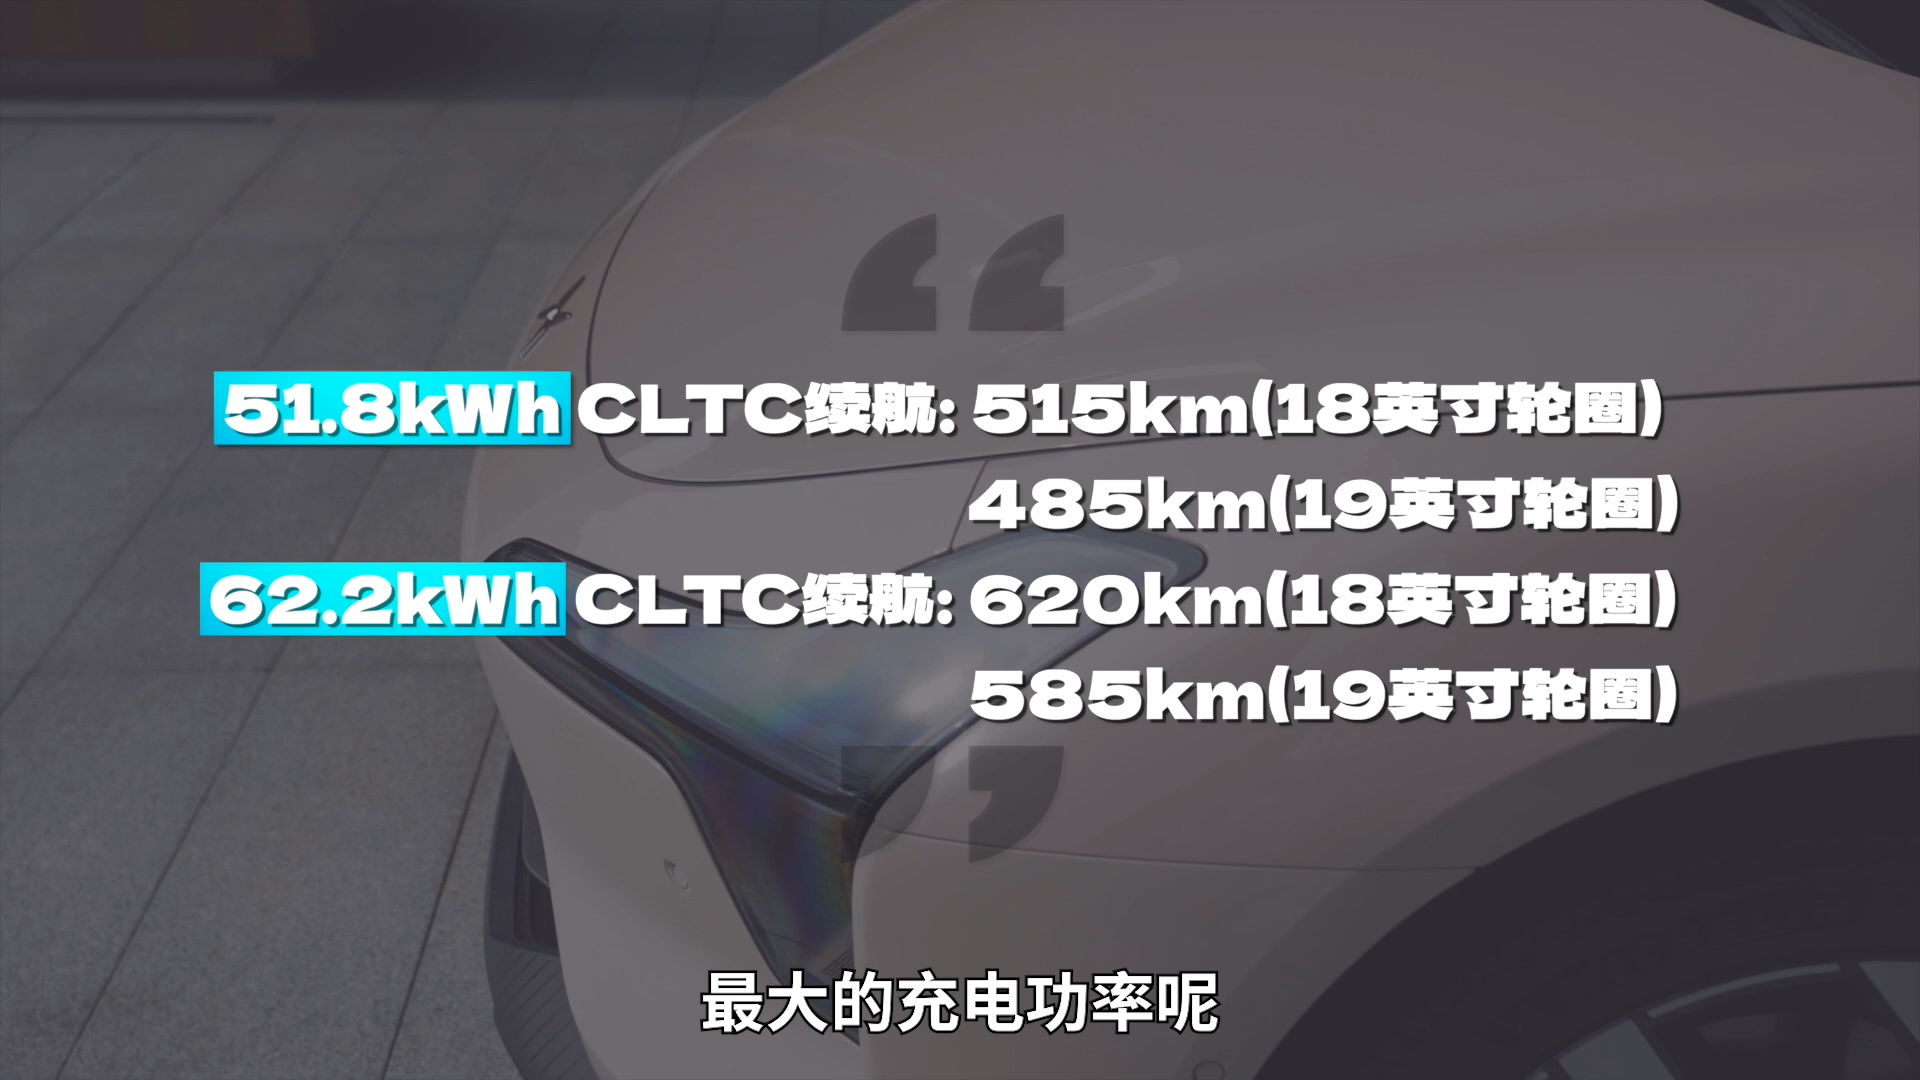 51.8kWh CLTC续航: 515km(18英寸轮圈)
485km(19英寸轮圈)
62.2kWh CLTC续航: 620km(18英寸轮圈)
585km(19英寸轮圈)
最大的充电功率呢